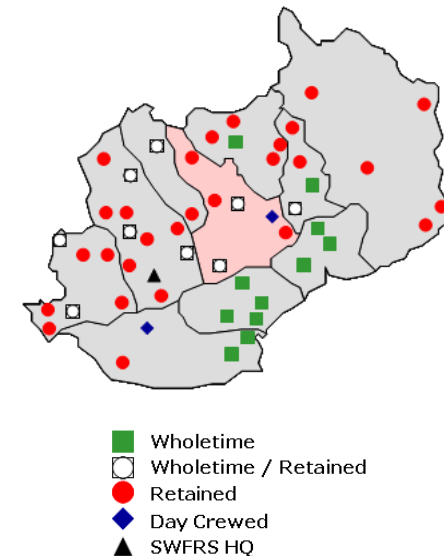 Wholetime
Wholetime / Retained
Retained
Day Crewed
SWFRS HQ